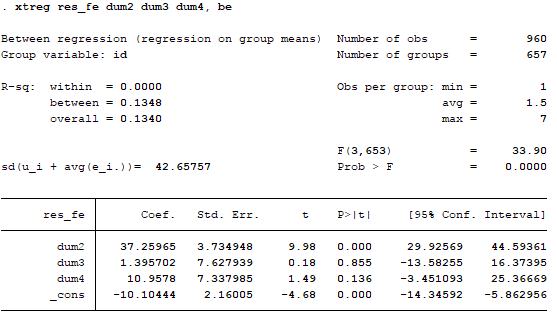 . xtreg res_fe dum2 dum3 dum4, be
Between regression (regression on group means)  Number of obs      =       960
Group variable: id                              Number of groups   =       657
R-sq:  within  = 0.0000                         Obs per group: min =         1
       between = 0.1348                                        avg =       1.5
       overall = 0.1340                                        max =         7
                                                F(3,653)           =     33.90
sd(u_i + avg(e_i.))=  42.65757                  Prob > F           =    0.0000
res_fe |      Coef.   Std. Err.      t    P>|t|     [95% Conf. Interval]
dum2 |   37.25965   3.734948     9.98   0.000     29.92569    44.59361
dum3 |   1.395702   7.627939     0.18   0.855    -13.58255    16.37395
dum4 |    10.9578   7.337985     1.49   0.136    -3.451093    25.36669
_cons |  -10.10444    2.16005    -4.68   0.000    -14.34592   -5.862956